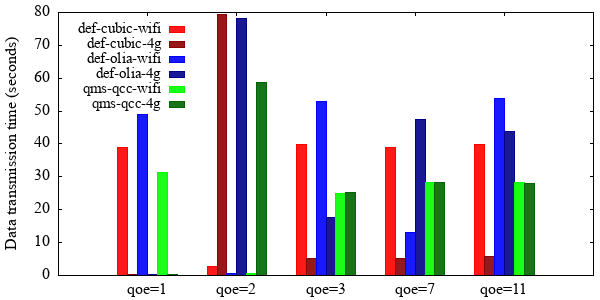 Data transmission time (seconds)
80
70
60
50
40
30
20
10
0
def-cubic-wifi
def-cubic-4g
def-olia-wifi
def-olia-4g
qms-qcc-wifi
qms-qcc-4g
qoe=1 qoe=2 qoe=3 qoe=7 qoe=11